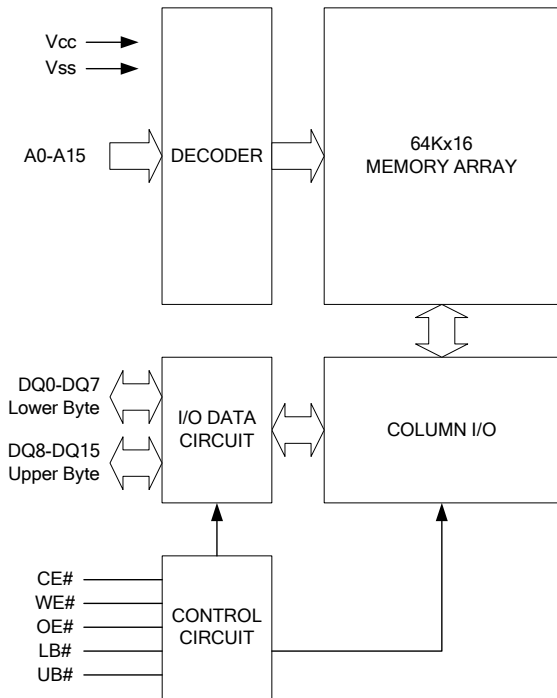 Vcc
Vss
A0-A15
DECODER
64Kx16
MEMORY ARRAY
DQ0-DQ7
Lower Byte
DQ8-DQ15
Upper Byte
I/O DATA
CIRCUIT
COLUMN I/O
CE#
WE#
OE#
LB#
UB#
CONTROL
CIRCUIT